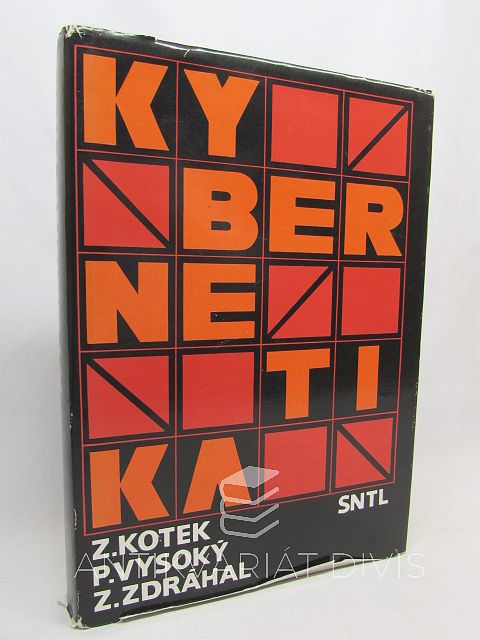 KY
BER
NE
TI
KA
Z.KOTEK
P.VYSOKÝ
Z.ZDRÁHAL
SNTL
ANTIKVARIÁT DIVIŠ